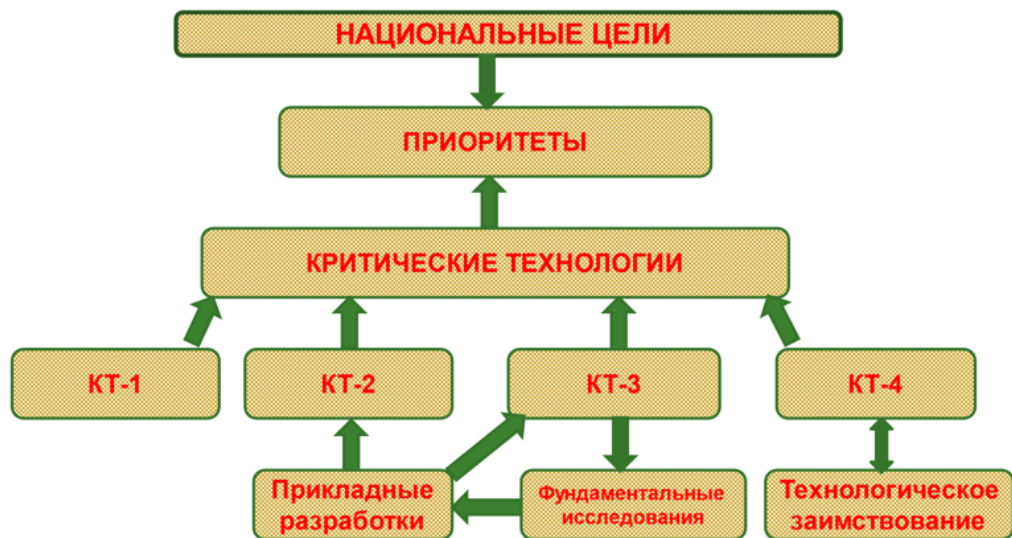 НАЦИОНАЛЬНЫЕ ЦЕЛИ
ПРИОРИТЕТЫ
КРИТИЧЕСКИЕ ТЕХНОЛОГИИ
КТ-1
КТ-2
КТ-3
КТ-4
Прикладные
разработки
Фундаментальные
исследования
Технологическое
заимствование